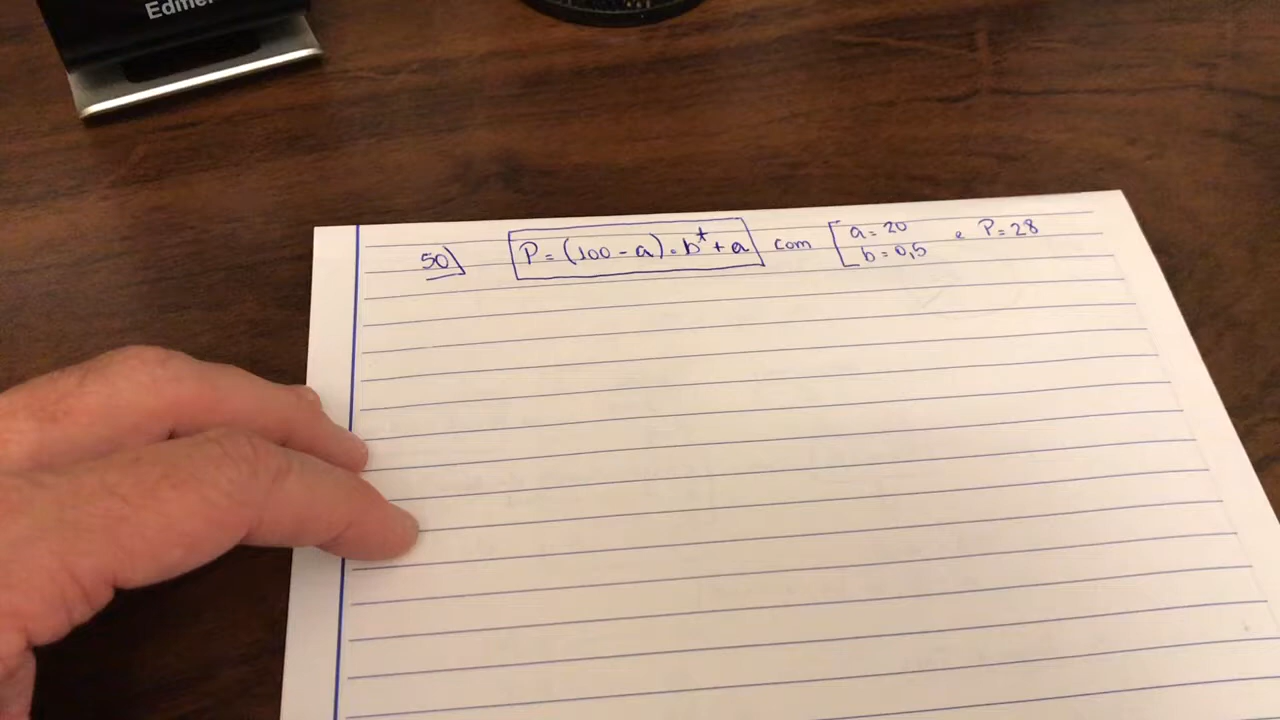 Edifier
50) P = (100 - a) . b^t + a com [ a = 20 e P = 28
b = 0,5